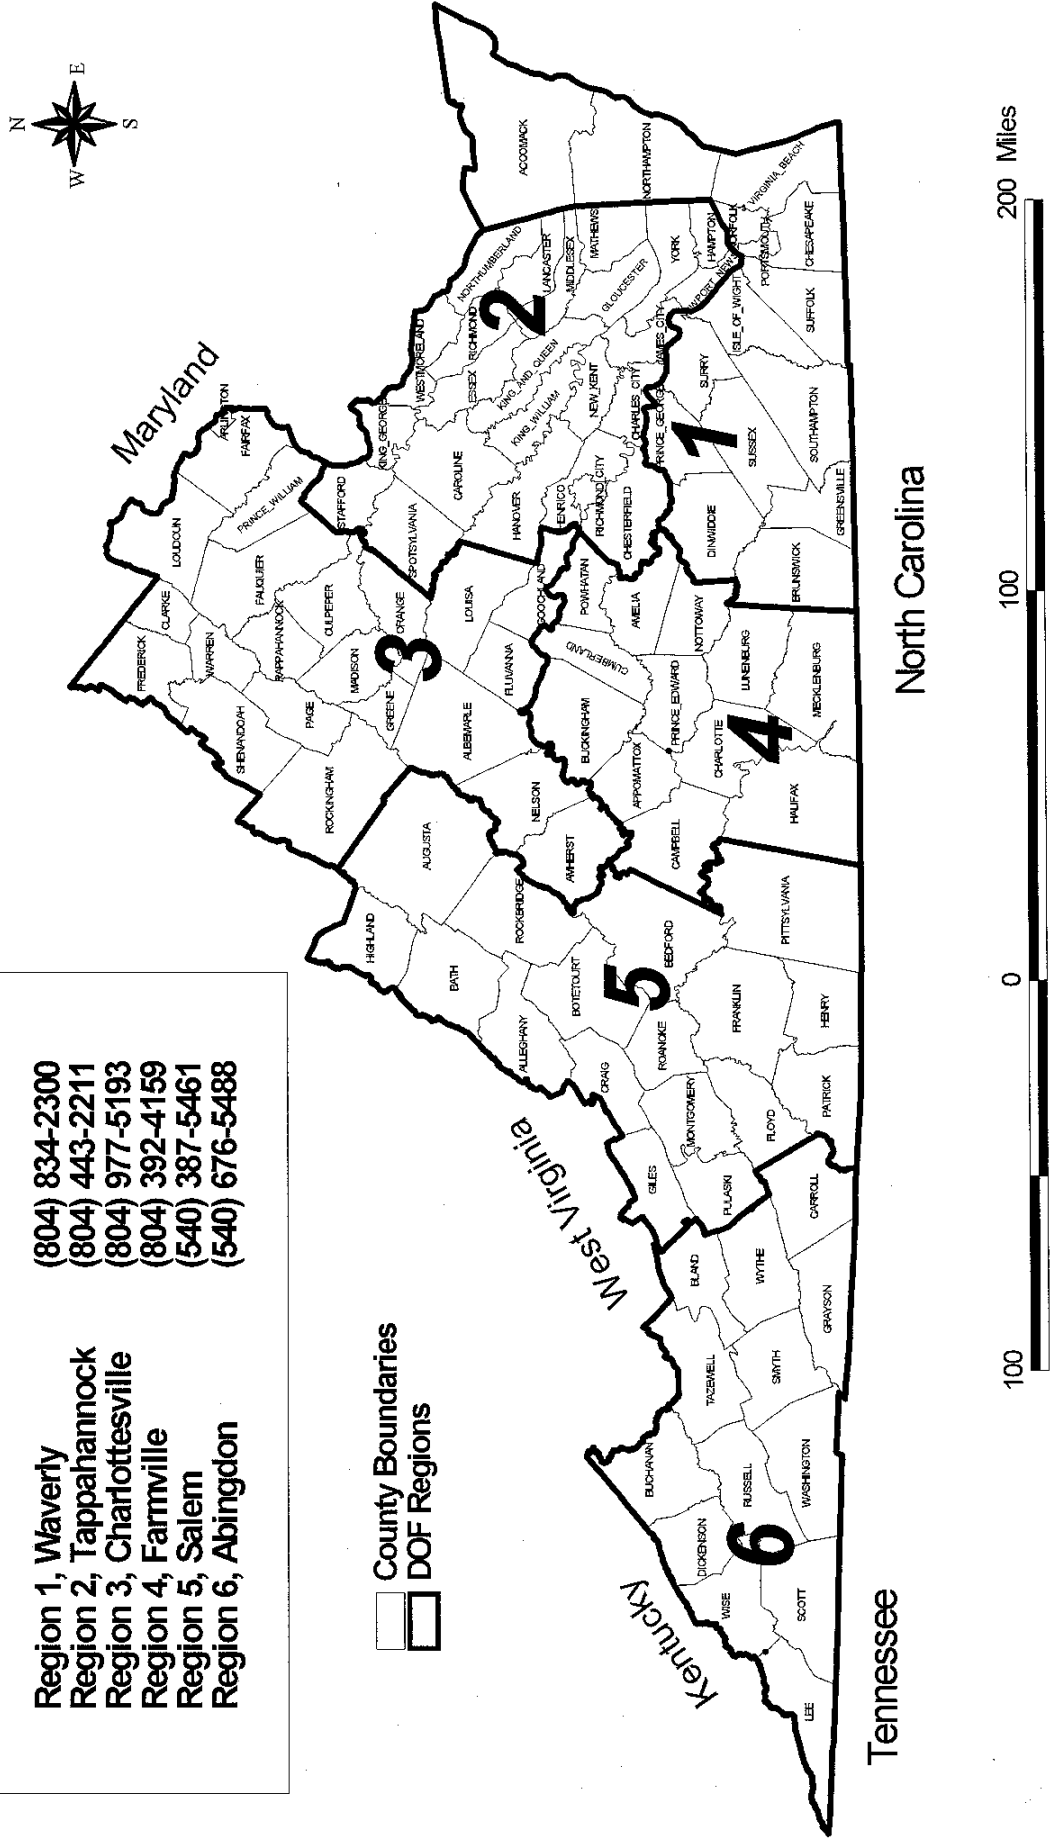 Region 1, Waverly (804) 834-2300
Region 2, Tappahannock (804) 443-2211
Region 3, Charlottesville (804) 977-5193
Region 4, Farmville (804) 392-4159
Region 5, Salem (540) 387-5461
Region 6, Abingdon (540) 676-5488
N
W
E
S
County Boundaries
DOF Regions
Maryland
West Virginia
Kentucky
Tennessee
North Carolina
1
2
3
4
5
6
FREDERICK
CLARKE
LOUDOUN
WARREN
FAUQUIER
PRINCE_WILLIAM
ARLINGTON
FAIRFAX
SHENANDOAH
PAGE
RAPPAHANNOCK
CULPEPER
MADISON
ROCKINGHAM
GREENE
ORANGE
STAFFORD
SPOTSYLVANIA
KING_GEORGE
CAROLINE
WESTMORELAND
ESSEX
RICHMOND
NORTHUMBERLAND
LANCASTER
MIDDLESEX
MATHEWS
GLOUCESTER
KING_AND_QUEEN
KING_WILLIAM
NEW_KENT
HANOVER
HENRICO
RICHMOND_CITY
CHESTERFIELD
CHARLES_CITY
JAMES_CITY
YORK
HAMPTON
NEWPORT_NEWS
ACCOMACK
NORTHAMPTON
VIRGINIA_BEACH
NORFOLK
PORTSMOUTH
CHESAPEAKE
SUFFOLK
ISLE_OF_WIGHT
SURRY
PRINCE_GEORGE
SUSSEX
SOUTHAMPTON
GREENSVILLE
DINWIDDIE
BRUNSWICK
LOUISA
GOOCHLAND
FLUVANNA
ALBEMARLE
NELSON
AMHERST
POWHATAN
AMELIA
CUMBERLAND
BUCKINGHAM
NOTTOWAY
PRINCE_EDWARD
APPOMATTOX
LUNENBURG
CHARLOTTE
MECKLENBURG
CAMPBELL
HALIFAX
HIGHLAND
AUGUSTA
BATH
ROCKBRIDGE
ALLEGHANY
BOTETOURT
BEDFORD
CRAIG
ROANOKE
FRANKLIN
PITTSYLVANIA
HENRY
MONTGOMERY
FLOYD
PATRICK
GILES
PULASKI
CARROLL
BLAND
WYTHE
GRAYSON
TAZEWELL
SMYTH
BUCHANAN
RUSSELL
WASHINGTON
DICKENSON
WISE
SCOTT
LEE
100
0
100
200 Miles